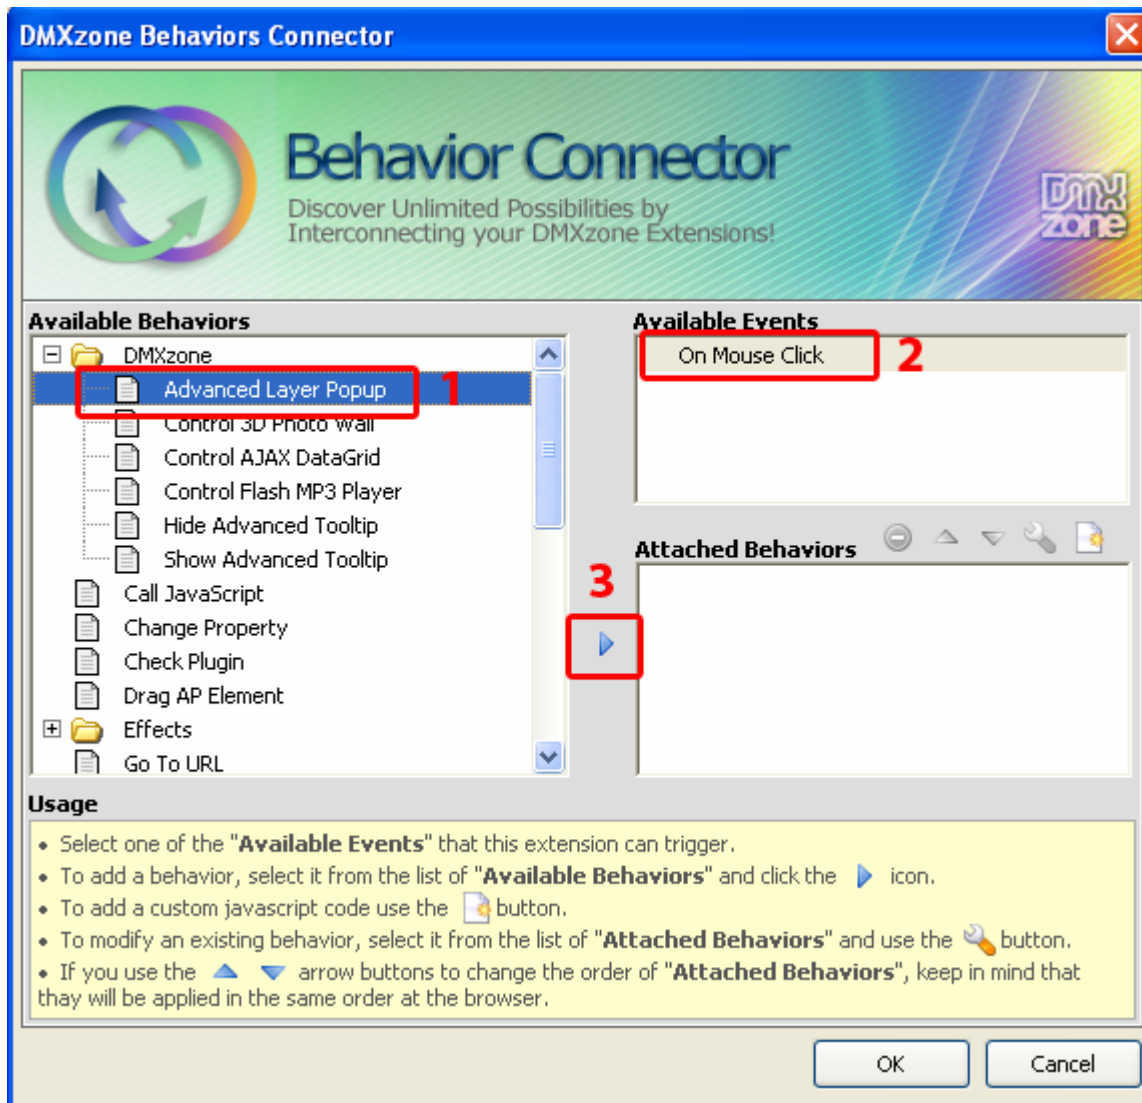 DMXzone Behaviors Connector
Behavior Connector
Discover Unlimited Possibilities by
Interconnecting your DMXzone Extensions!
DMX
zone
Available Behaviors
DMXzone
Advanced Layer Popup
1
Control 3D Photo Wall
Control AJAX DataGrid
Control Flash MP3 Player
Hide Advanced Tooltip
Show Advanced Tooltip
Call JavaScript
Change Property
Check Plugin
Drag AP Element
Effects
Go To URL
Available Events
On Mouse Click
2
Attached Behaviors
3
Usage
• Select one of the "Available Events" that this extension can trigger.
• To add a behavior, select it from the list of "Available Behaviors" and click the icon.
• To add a custom javascript code use the button.
• To modify an existing behavior, select it from the list of "Attached Behaviors" and use the button.
• If you use the arrow buttons to change the order of "Attached Behaviors", keep in mind that
thay will be applied in the same order at the browser.
OK
Cancel